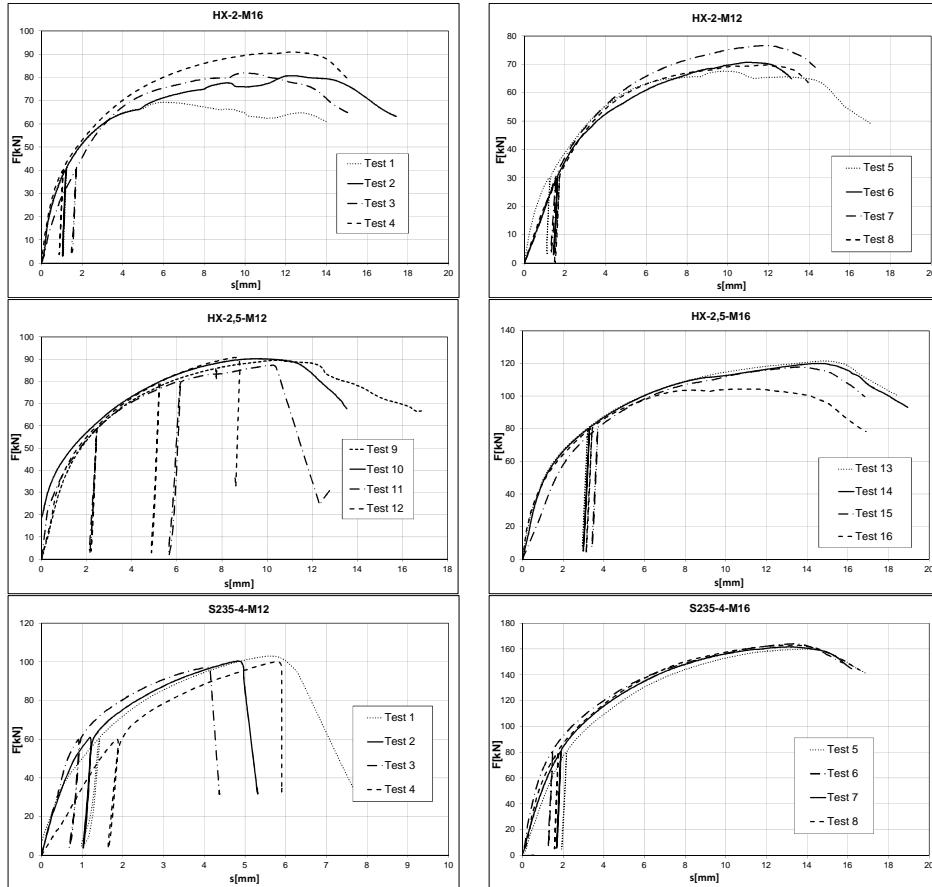 HX-2-M16
100
90
80
70
60
50
40
30
20
10
0
F[kN]
0 2 4 6 8 10 12 14 16 18 20
s[mm]
Test 1
Test 2
Test 3
Test 4
HX-2-M12
80
70
60
50
40
30
20
10
0
F[kN]
0 2 4 6 8 10 12 14 16 18 20
s[mm]
Test 5
Test 6
Test 7
Test 8
HX-2,5-M12
100
90
80
70
60
50
40
30
20
10
0
F[kN]
0 2 4 6 8 10 12 14 16 18
s[mm]
Test 9
Test 10
Test 11
Test 12
HX-2,5-M16
140
120
100
80
60
40
20
0
F[kN]
0 2 4 6 8 10 12 14 16 18 20
s[mm]
Test 13
Test 14
Test 15
Test 16
S235-4-M12
120
100
80
60
40
20
0
F[kN]
0 1 2 3 4 5 6 7 8 9 10
s[mm]
Test 1
Test 2
Test 3
Test 4
S235-4-M16
180
160
140
120
100
80
60
40
20
0
F[kN]
0 2 4 6 8 10 12 14 16 18 20
s[mm]
Test 5
Test 6
Test 7
Test 8